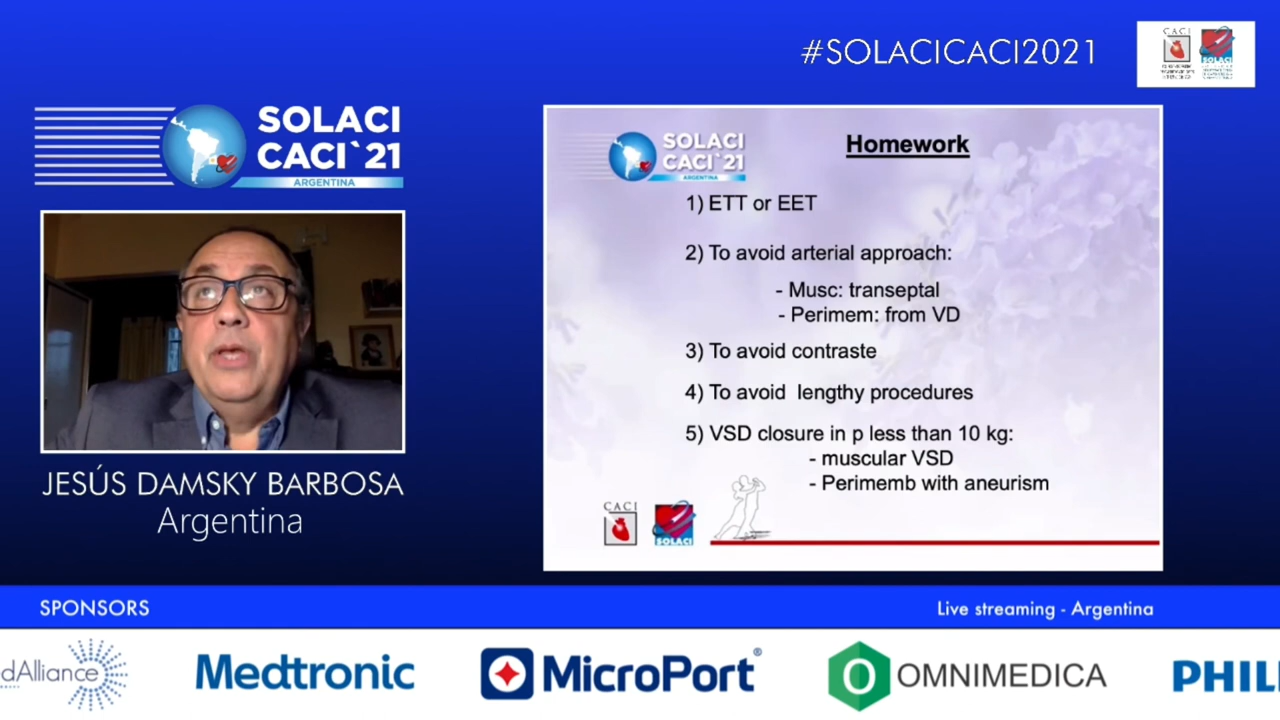 #SOLACICACI2021
CACI
SOLACI
SOLACI
CACI`21
ARGENTINA
JESÚS DAMSKY BARBOSA
Argentina
SOLACI
CACI`21
ARGENTINA
Homework
1) ETT or EET
2) To avoid arterial approach:
- Musc: transeptal
- Perimem: from VD
3) To avoid contraste
4) To avoid lengthy procedures
5) VSD closure in p less than 10 kg:
- muscular VSD
- Perimemb with aneurism
CACI
SOLACI
SPONSORS
Live streaming - Argentina
dAlliance
Medtronic
MicroPort®
OMNIMEDICA
PHIL